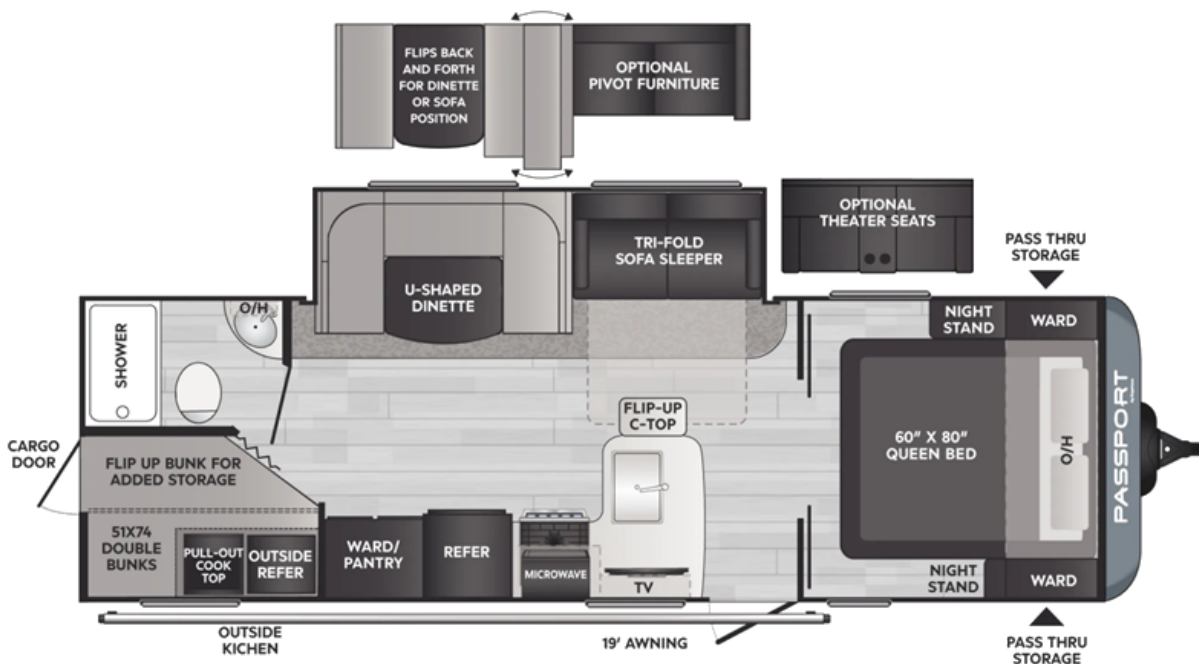 FLIPS BACK
AND FORTH
FOR DINETTE
OR SOFA
POSITION
OPTIONAL
PIVOT FURNITURE
OPTIONAL
THEATER SEATS
PASS THRU
STORAGE
TRI-FOLD
SOFA SLEEPER
U-SHAPED
DINETTE
O/H
SHOWER
NIGHT
STAND
WARD
FLIP-UP
C-TOP
60" X 80"
QUEEN BED
O/H
PASSPORT
CARGO
DOOR
FLIP UP BUNK FOR
ADDED STORAGE
51X74
DOUBLE
BUNKS
PULL-OUT
COOK
TOP
OUTSIDE
REFER
WARD/
PANTRY
REFER
MICROWAVE
TV
NIGHT
STAND
WARD
OUTSIDE
KICHEN
19' AWNING
PASS THRU
STORAGE